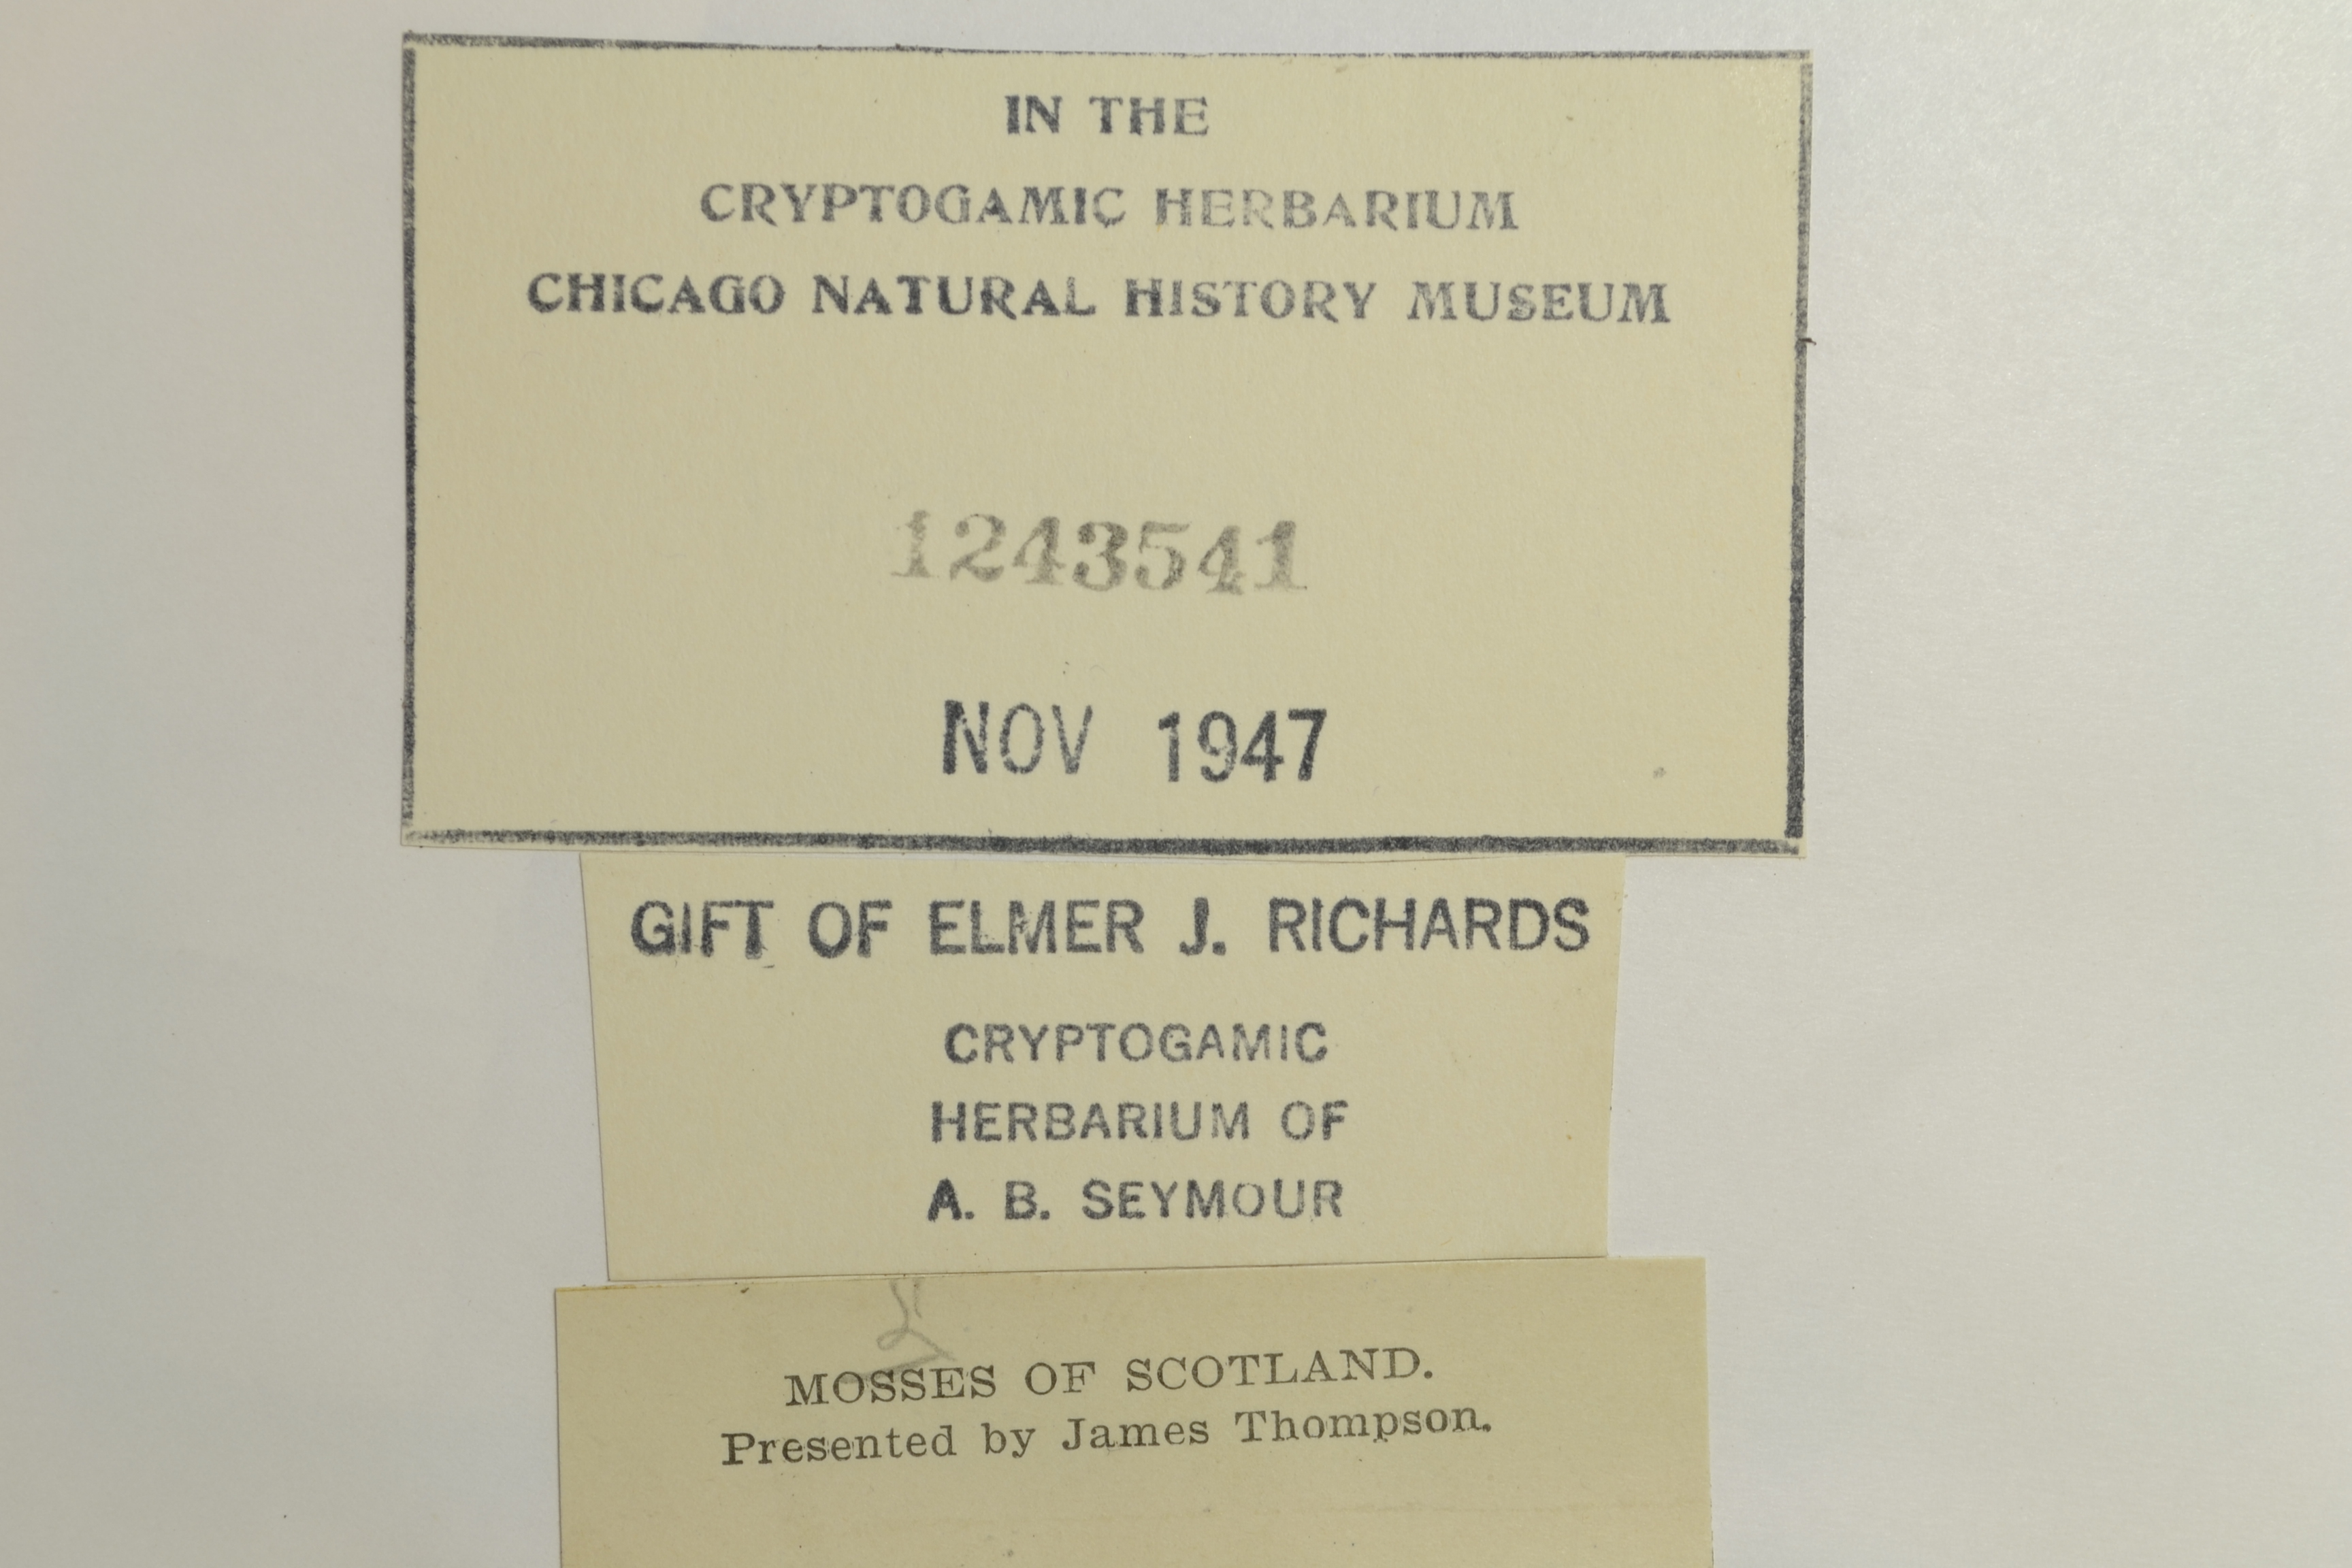 IN THE
CRYPTOGAMIC HERBARIUM
CHICAGO NATURAL HISTORY MUSEUM
1243541
NOV 1947
GIFT OF ELMER J. RICHARDS
CRYPTOGAMIC
HERBARIUM OF
A. B. SEYMOUR
MOSSES OF SCOTLAND.
Presented by James Thompson.